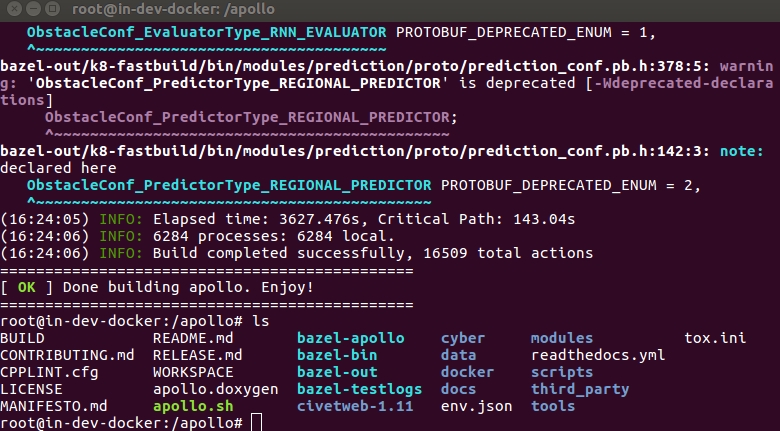 root@in-dev-docker: /apollo
ObstacleConf_EvaluatorType_RNN_EVALUATOR PROTOBUF_DEPRECATED_ENUM = 1,
^~~~~~~~~~~~~~~~~~~~~~~~~~~~~~~~~~~~~~~~
bazel-out/k8-fastbuild/bin/modules/prediction/proto/prediction_conf.pb.h:378:5: warnin
g: 'ObstacleConf_PredictorType_REGIONAL_PREDICTOR' is deprecated [-Wdeprecated-declara
tions]
ObstacleConf_PredictorType_REGIONAL_PREDICTOR;
^~~~~~~~~~~~~~~~~~~~~~~~~~~~~~~~~~~~~~~~~~~~~
bazel-out/k8-fastbuild/bin/modules/prediction/proto/prediction_conf.pb.h:142:3: note:
declared here
ObstacleConf_PredictorType_REGIONAL_PREDICTOR PROTOBUF_DEPRECATED_ENUM = 2,
^~~~~~~~~~~~~~~~~~~~~~~~~~~~~~~~~~~~~~~~~~~~~
(16:24:05) INFO: Elapsed time: 3627.476s, Critical Path: 143.04s
(16:24:06) INFO: 6284 processes: 6284 local.
(16:24:06) INFO: Build completed successfully, 16509 total actions
==============================================
[ OK ] Done building apollo. Enjoy!
==============================================
root@in-dev-docker:/apollo# ls
BUILD README.md bazel-apollo cyber modules tox.ini
CONTRIBUTING.md RELEASE.md bazel-bin data readthedocs.yml
CPPLINT.cfg WORKSPACE bazel-out docker scripts
LICENSE apollo.doxygen bazel-testlogs docs third_party
MANIFESTO.md apollo.sh civetweb-1.11 env.json tools
root@in-dev-docker:/apollo#